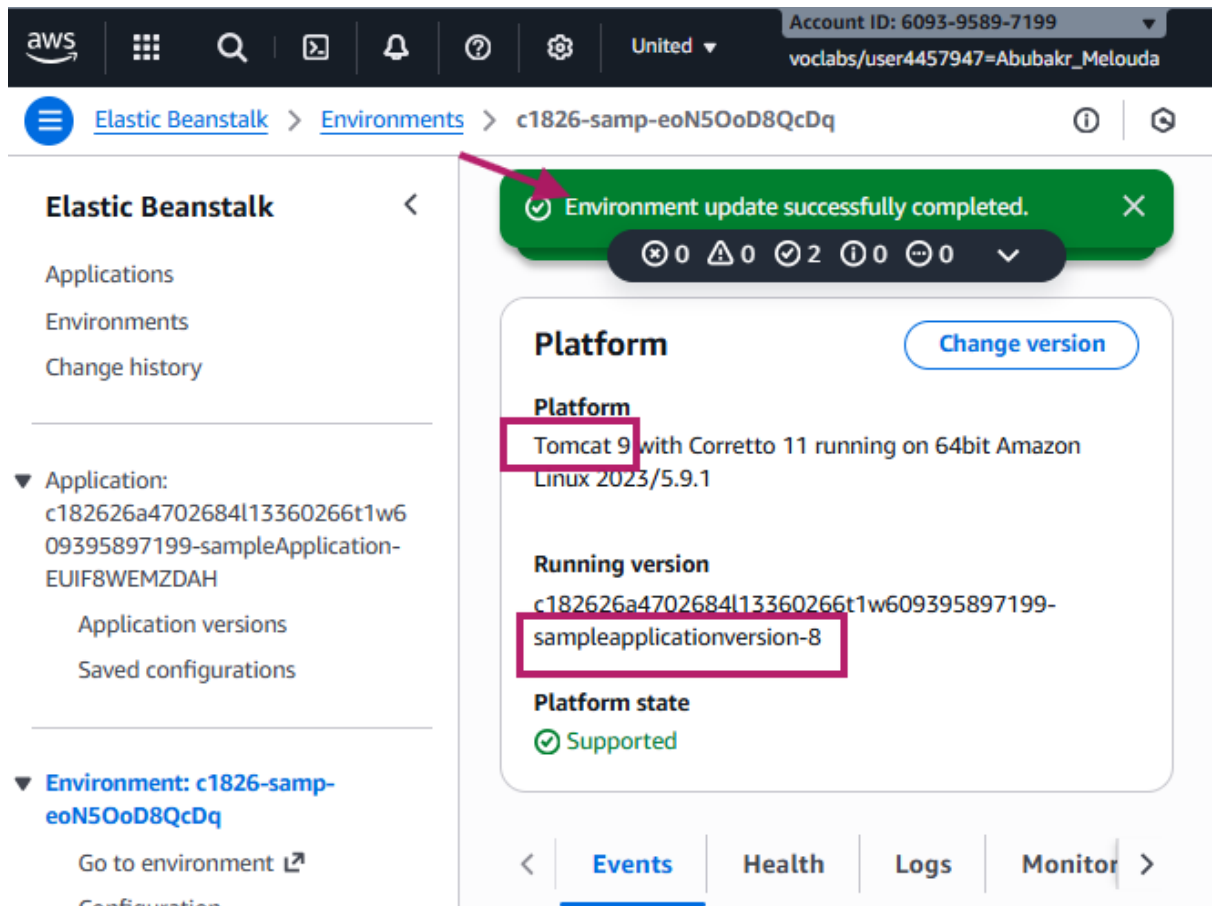 aws
United
Account ID: 6093-9589-7199
voclabs/user4457947=Abubakr_Melouda
Elastic Beanstalk > Environments > c1826-samp-eoN5OoD8QcDq
Elastic Beanstalk
Applications
Environments
Change history
Application:
c182626a4702684l13360266t1w6
09395897199-sampleApplication-
EUIF8WEMZDAH
Application versions
Saved configurations
Environment: c1826-samp-
eoN5OoD8QcDq
Go to environment
Configuration
Environment update successfully completed.
0 0 2 0 0
Platform
Change version
Platform
Tomcat 9 with Corretto 11 running on 64bit Amazon
Linux 2023/5.9.1
Running version
c182626a4702684l13360266t1w609395897199-
sampleapplicationversion-8
Platform state
Supported
Events
Health
Logs
Monitor